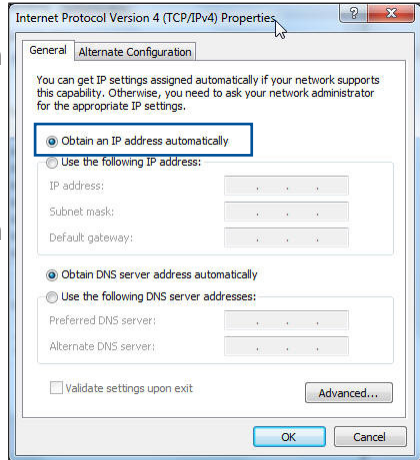 Internet Protocol Version 4 (TCP/IPv4) Properties
General Alternate Configuration
You can get IP settings assigned automatically if your network supports
this capability. Otherwise, you need to ask your network administrator
for the appropriate IP settings.
Obtain an IP address automatically
Use the following IP address:
IP address:
Subnet mask:
Default gateway:
Obtain DNS server address automatically
Use the following DNS server addresses:
Preferred DNS server:
Alternate DNS server:
Validate settings upon exit
Advanced...
OK Cancel